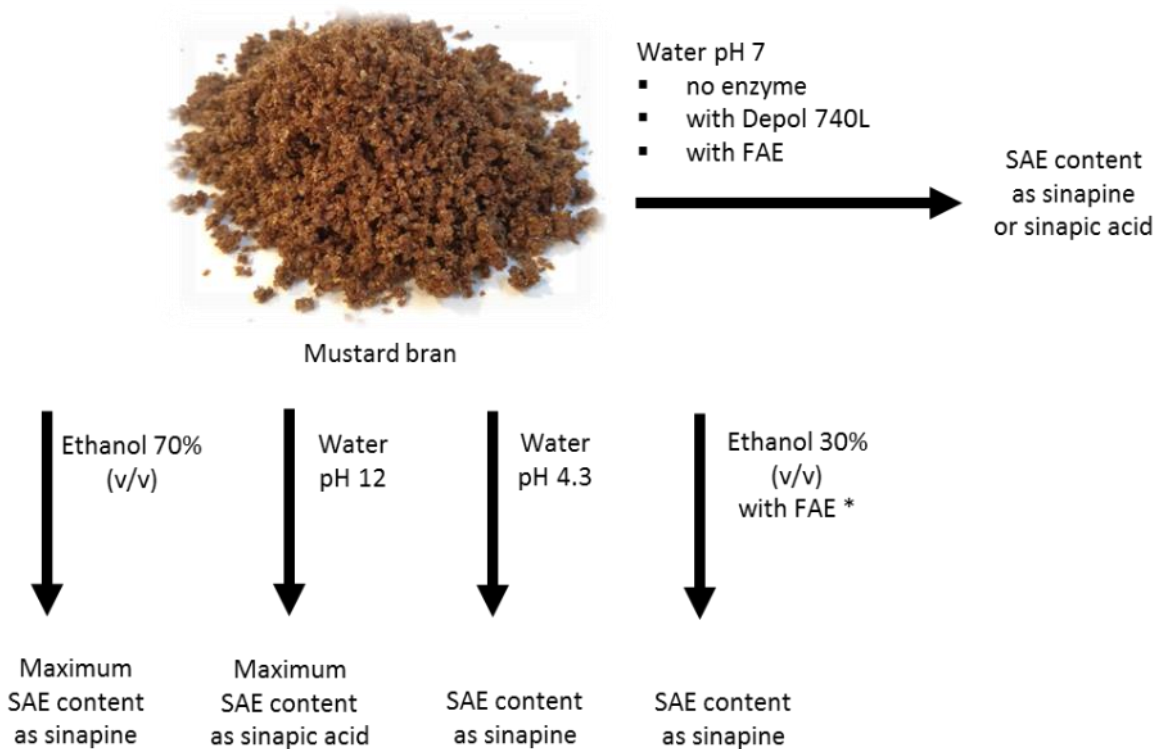 Water pH 7
▪ no enzyme
▪ with Depol 740L
▪ with FAE
SAE content
as sinapine
or sinapic acid
Mustard bran
Ethanol 70%
(v/v)
Water
pH 12
Water
pH 4.3
Ethanol 30%
(v/v)
with FAE *
Maximum
SAE content
as sinapine
Maximum
SAE content
as sinapic acid
SAE content
as sinapine
SAE content
as sinapine